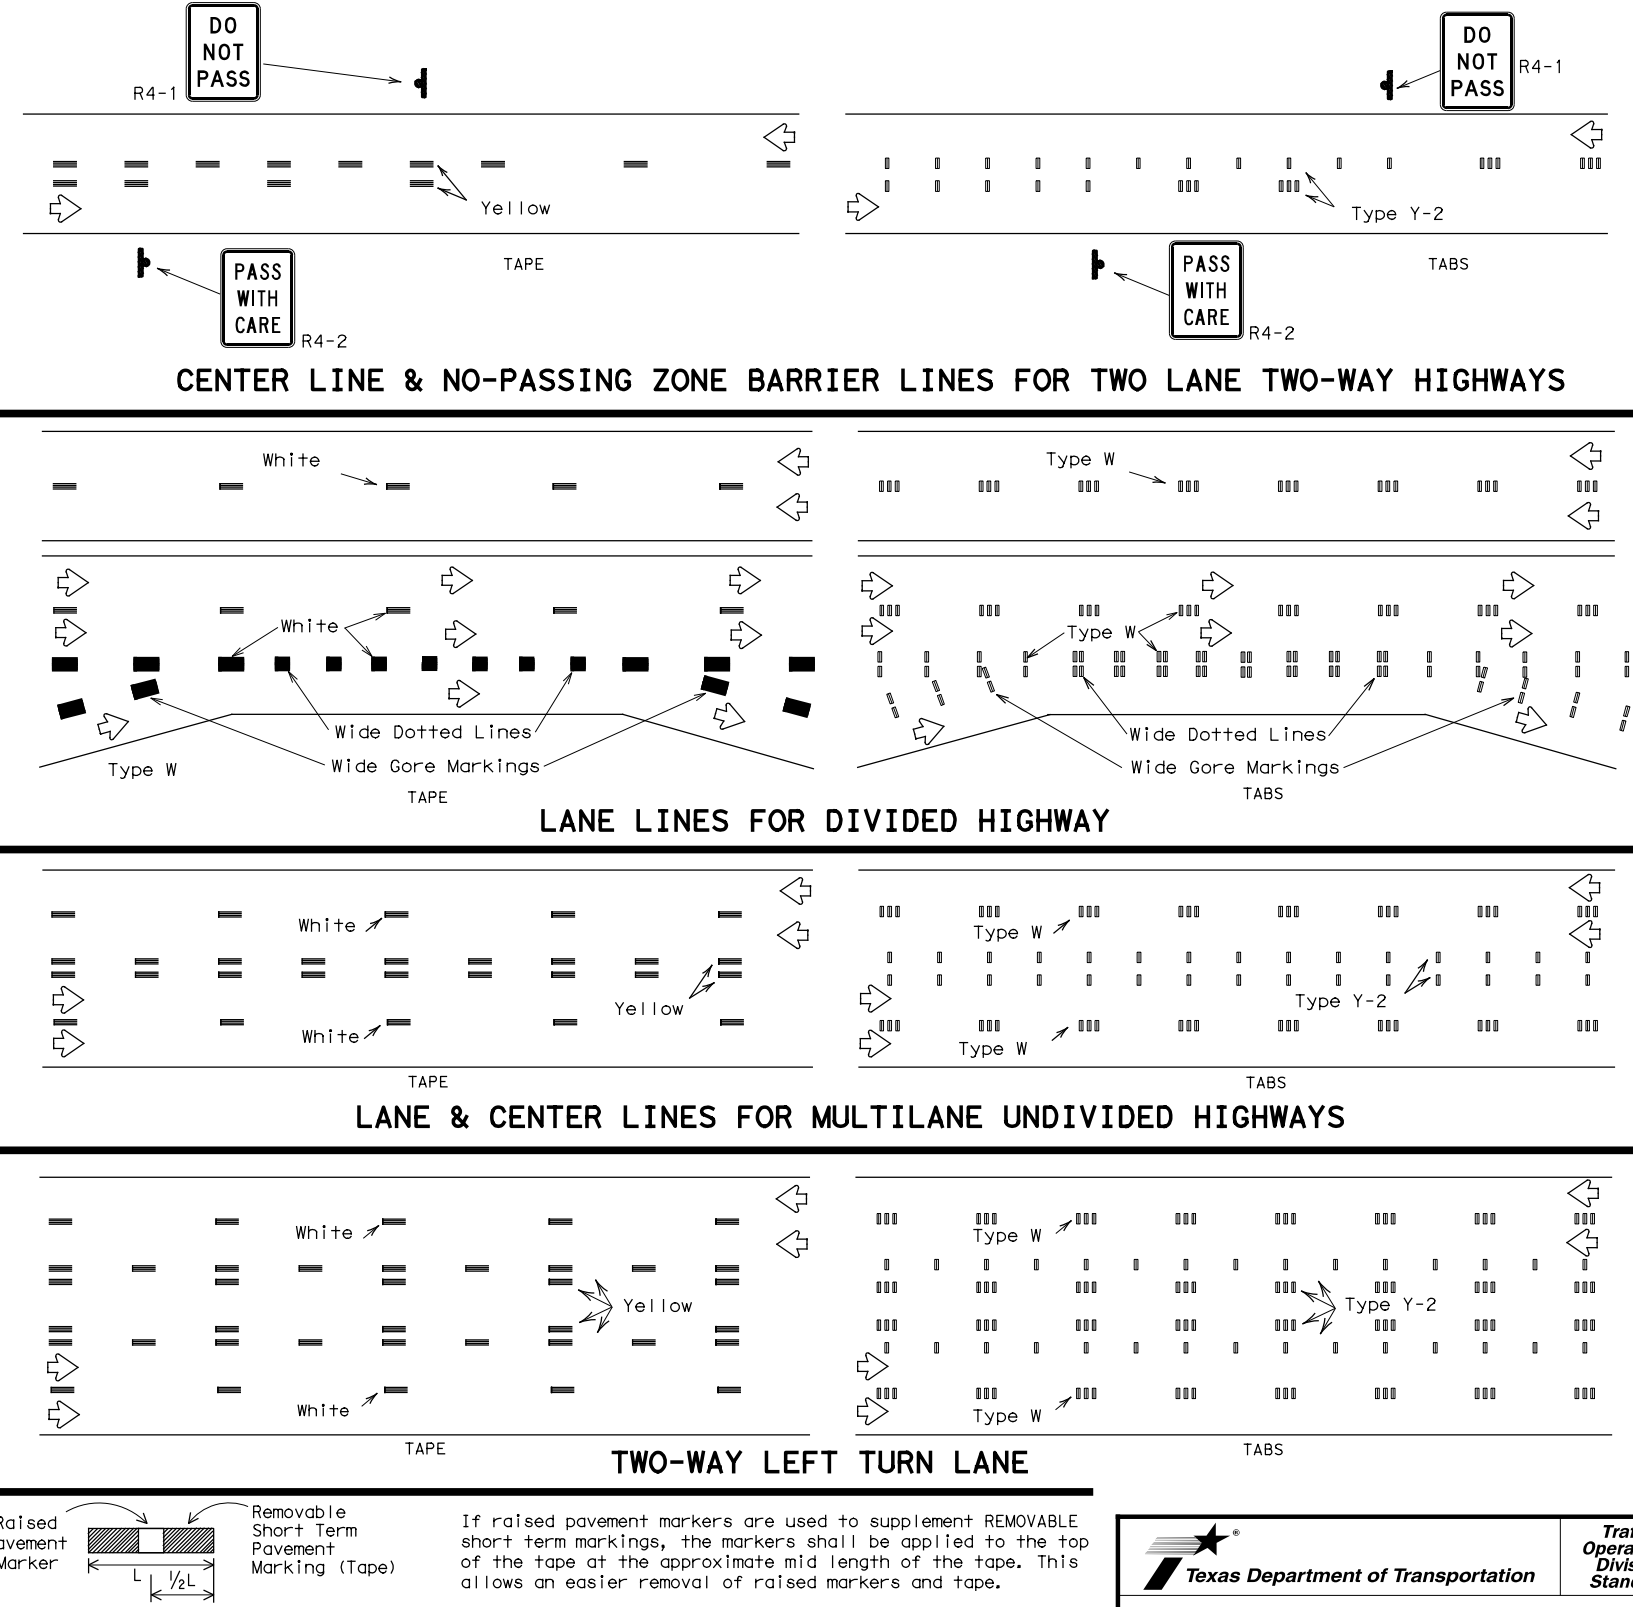 DO
NOT
PASS
R4-1
DO
NOT
PASS
R4-1
Yellow
Type Y-2
PASS
WITH
CARE
R4-2
TAPE
PASS
WITH
CARE
R4-2
TABS
CENTER LINE & NO-PASSING ZONE BARRIER LINES FOR TWO LANE TWO-WAY HIGHWAYS
White
Type W
White
Type W
Wide Dotted Lines
Wide Gore Markings
Type W
TAPE
Wide Dotted Lines
Wide Gore Markings
TABS
LANE LINES FOR DIVIDED HIGHWAY
White
Yellow
White
TAPE
Type W
Type Y-2
Type W
TABS
LANE & CENTER LINES FOR MULTILANE UNDIVIDED HIGHWAYS
White
Yellow
White
TAPE
Type W
Type Y-2
Type W
TABS
TWO-WAY LEFT TURN LANE
Raised
avement
Marker
L
½L
Removable
Short Term
Pavement
Marking (Tape)
If raised pavement markers are used to supplement REMOVABLE
short term markings, the markers shall be applied to the top
of the tape at the approximate mid length of the tape. This
allows an easier removal of raised markers and tape.
®
Texas Department of Transportation
Traf
Opera
Divis
Stan